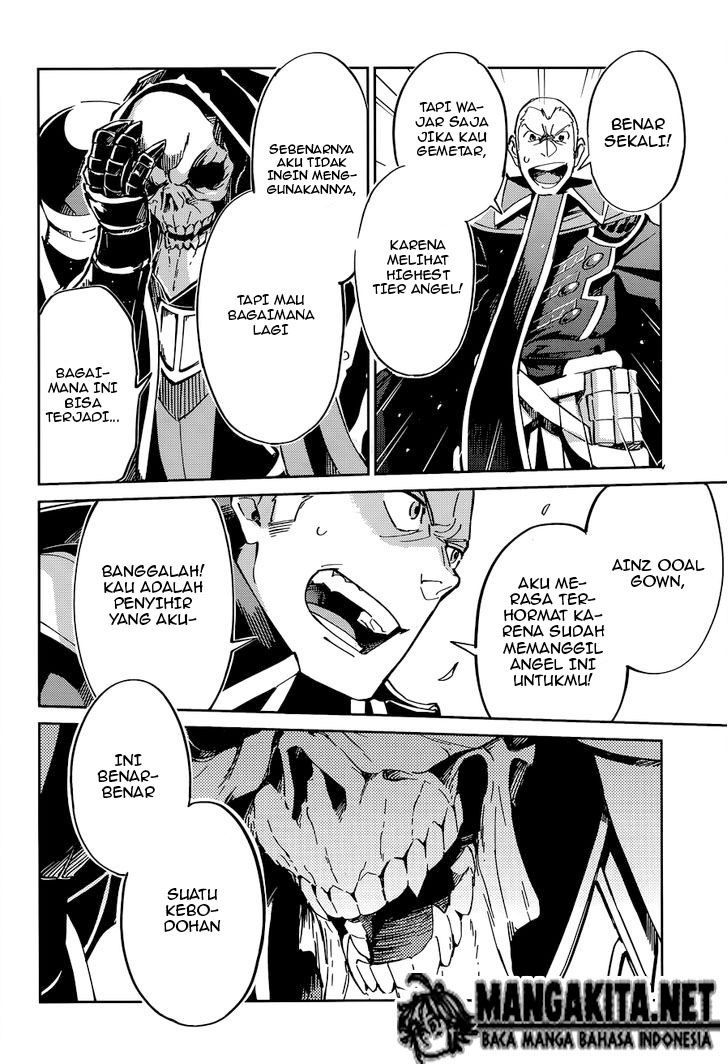 BENAR
SEKALI!
TAPI WA-
JAR SAJA
JIKA KAU
GEMETAR,
KARENA
MELIHAT
HIGHEST
TIER ANGEL!
SEBENARNYA
AKU TIDAK
INGIN MENG-
GUNAKANNYA,
TAPI MAU
BAGAIMANA
LAGI
BAGAI-
MANA INI
BISA
TERJADI...
AINZ OOAL
GOWN,
AKU ME-
RASA TER-
HORMAT KA-
RENA SUDAH
MEMANGGIL
ANGEL INI
UNTUKMU!
BANGGALAH!
KAU ADALAH
PENYIHIR
YANG AKU-
INI
BENAR-
BENAR
SUATU
KEBO-
DOHAN
MANGAKITA.NET
BACA MANGA BAHASA INDONESIA